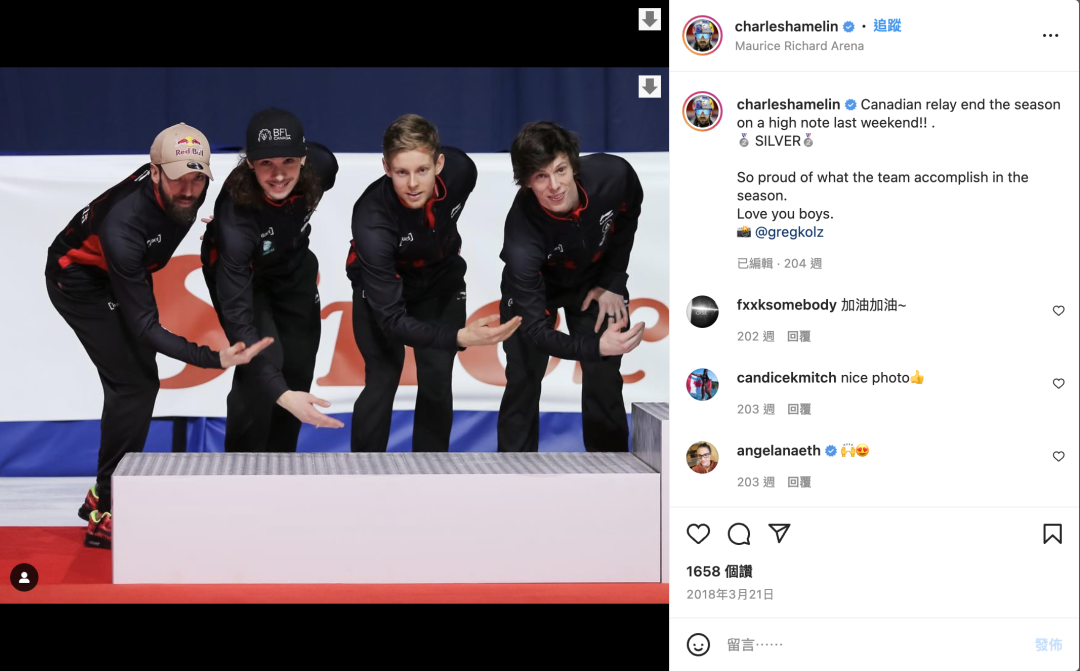 charleshamelin • 追蹤
Maurice Richard Arena
charleshamelin Canadian relay end the season
on a high note last weekend!! .
🥈 SILVER🥈
So proud of what the team accomplish in the
season.
Love you boys.
📸 @gregkolz
已編輯 · 204 週
fxxksomebody 加油加油~
202 週 回覆
candicekmitch nice photo👍
203 週 回覆
angelanaeth 🙌😍
203 週 回覆
1658 個讚
2018年3月21日
留言⋯⋯
發佈
Red Bull
BFL
CANADA